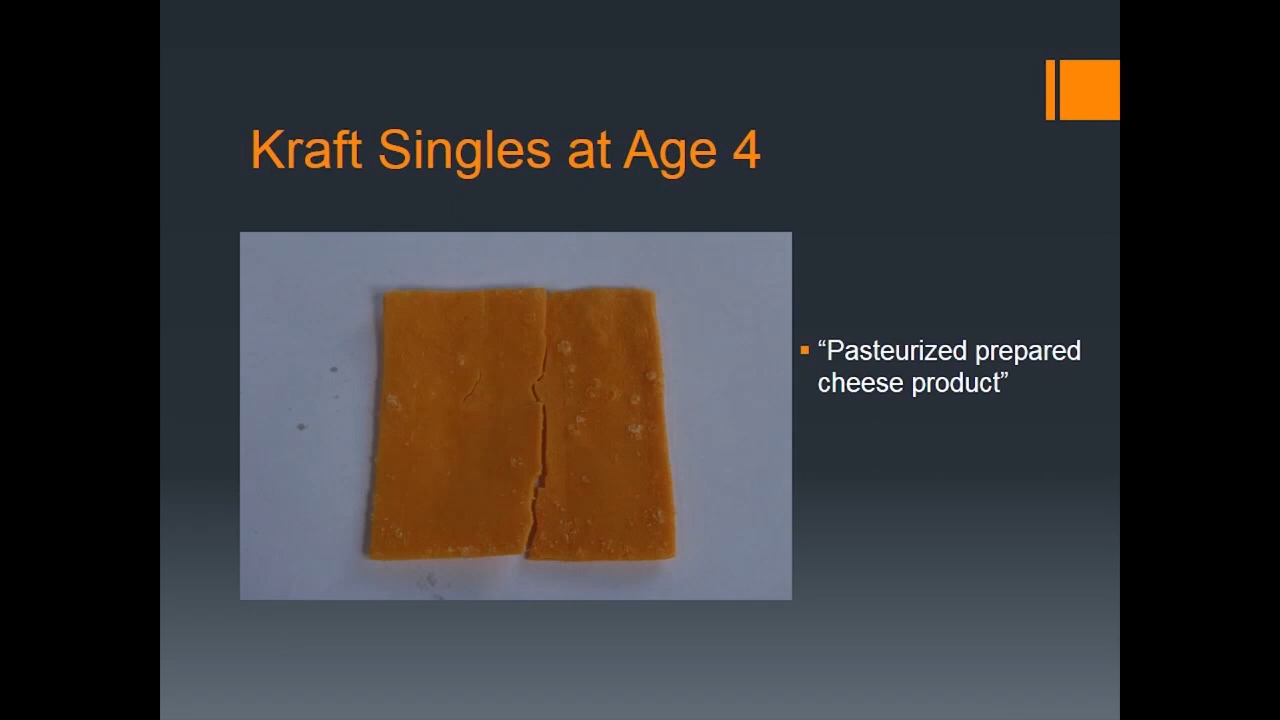 Kraft Singles at Age 4
“Pasteurized prepared
cheese product”